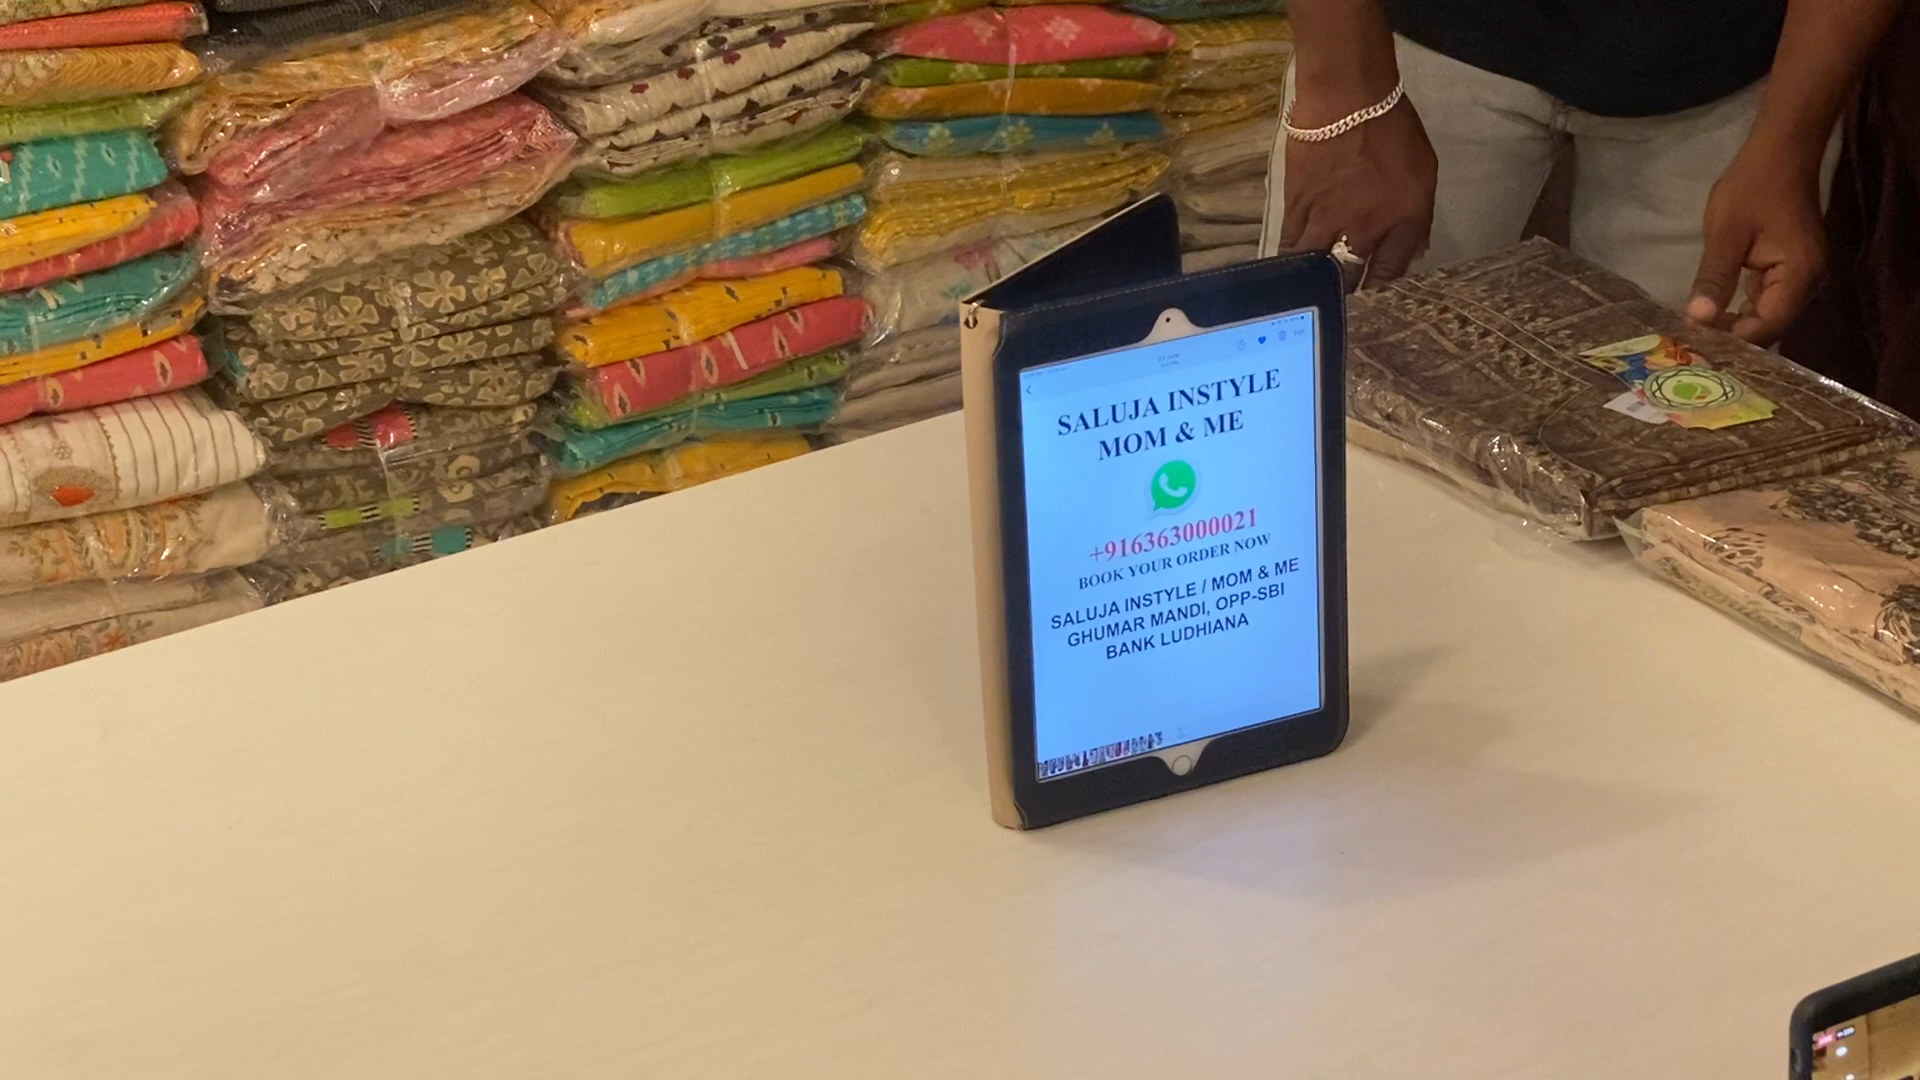 SALUJA INSTYLE
MOM & ME
+916363000021
BOOK YOUR ORDER NOW
SALUJA INSTYLE / MOM & ME
GHUMAR MANDI, OPP-SBI
BANK LUDHIANA